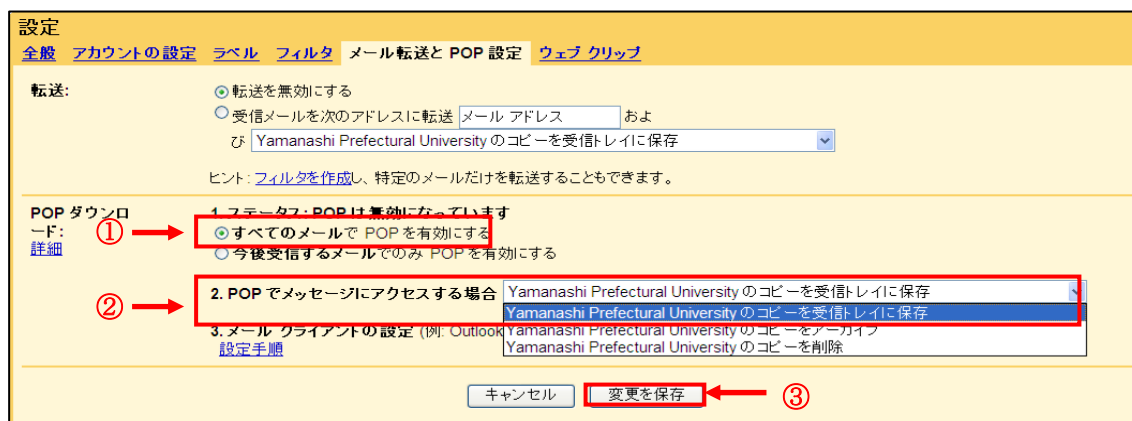 設定
全般 アカウントの設定 ラベル フィルタ メール転送と POP 設定 ウェブ クリップ
転送:
転送を無効にする
受信メールを次のアドレスに転送 メール アドレス およ
び Yamanashi Prefectural University のコピーを受信トレイに保存
ヒント: フィルタを作成し、特定のメールだけを転送することもできます。
POP ダウンロ
ード:
詳細
1. ステータス: POP は無効になっています
① すべてのメールで POP を有効にする
今後受信するメールでのみ POP を有効にする
② 2. POP でメッセージにアクセスする場合 Yamanashi Prefectural University のコピーを受信トレイに保存
Yamanashi Prefectural University のコピーを受信トレイに保存
Yamanashi Prefectural University のコピーをアーカイブ
Yamanashi Prefectural University のコピーを削除
3. メール クライアントの設定 (例: Outlook
設定手順
キャンセル 変更を保存 ③